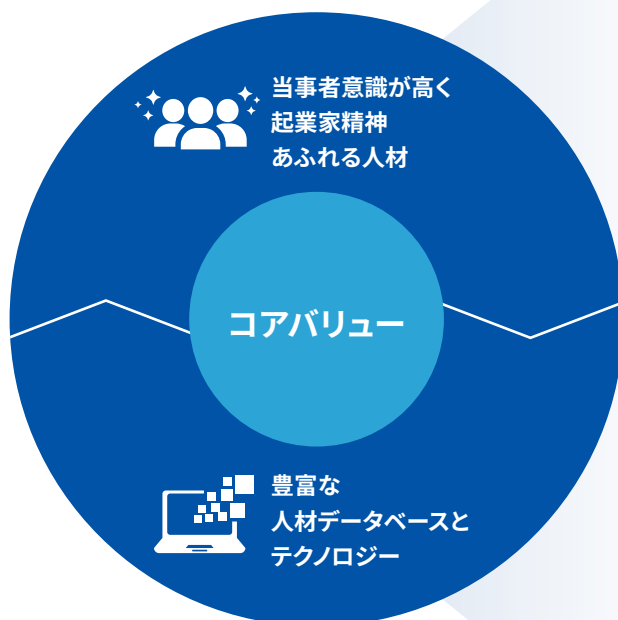 当事者意識が高く
起業家精神
あふれる人材
コアバリュー
豊富な
人材データベースと
テクノロジー